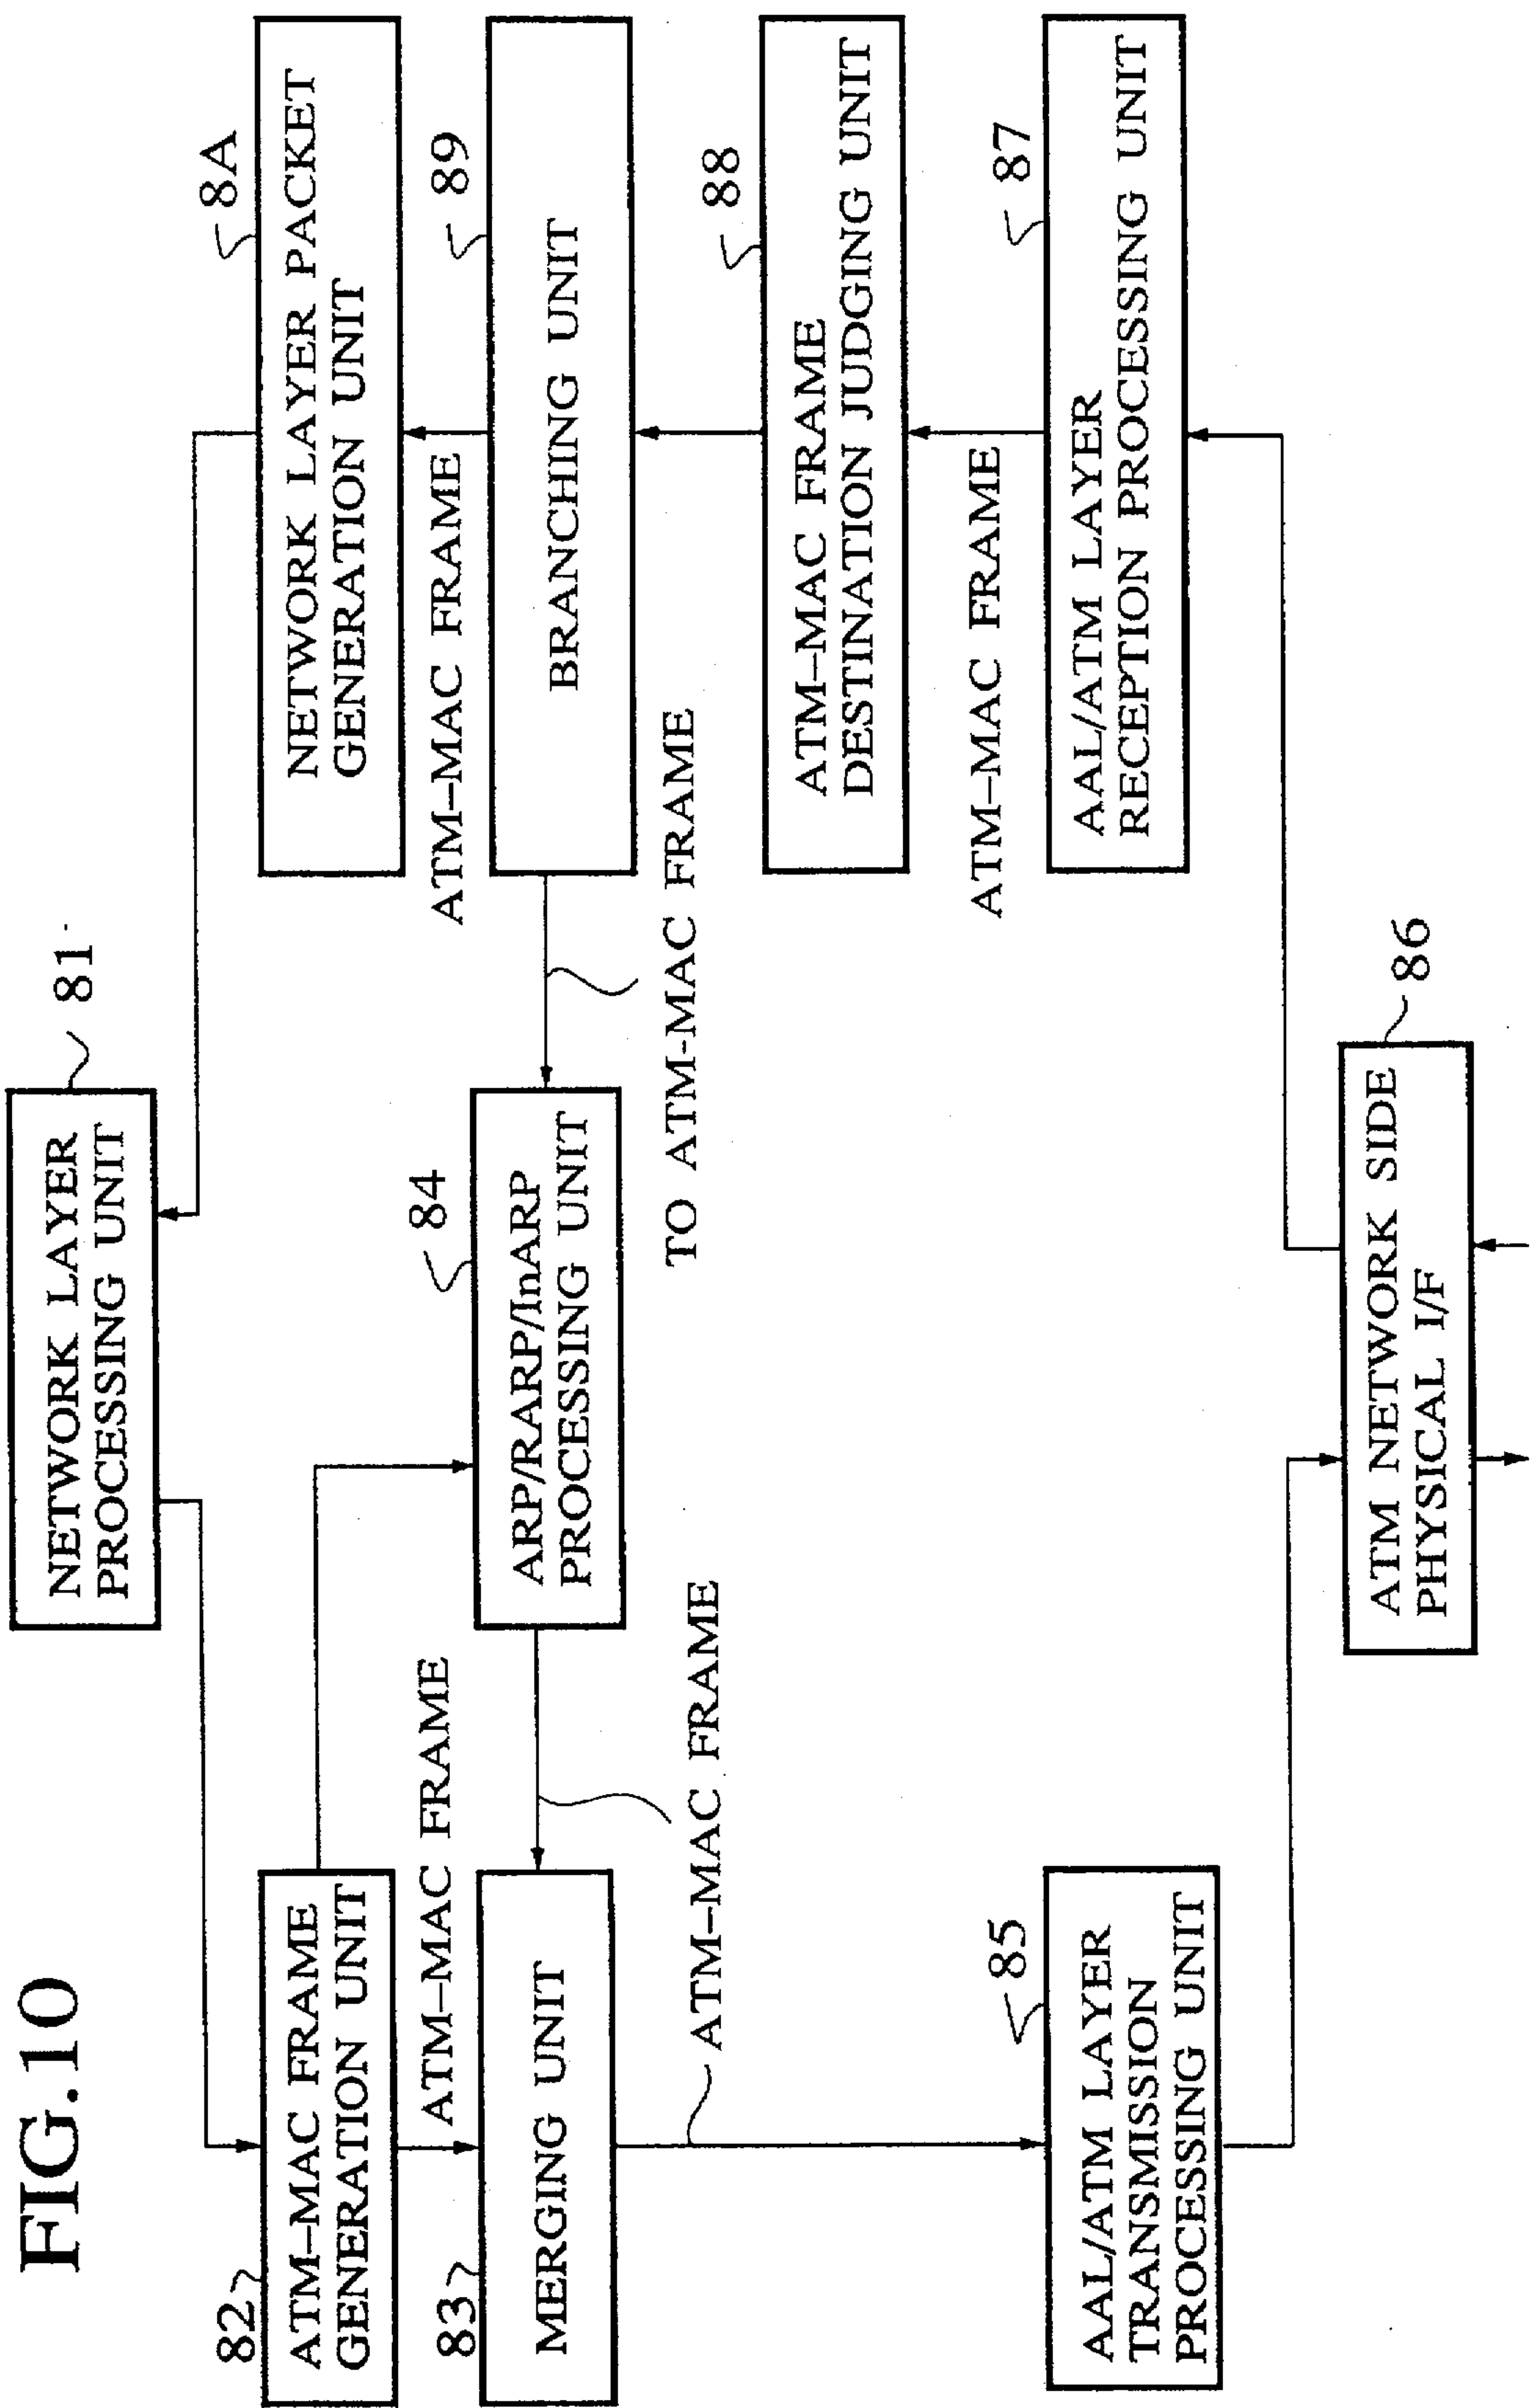 FIG.10
NETWORK LAYER
PROCESSING UNIT
81
82
ATM–MAC FRAME
GENERATION UNIT
NETWORK LAYER PACKET
GENERATION UNIT
8A
ATM–MAC FRAME
ATM–MAC FRAME
83
MERGING UNIT
84
ARP/RARP/InARP
PROCESSING UNIT
BRANCHING UNIT
89
ATM–MAC FRAME
TO ATM-MAC FRAME
ATM–MAC FRAME
DESTINATION JUDGING UNIT
88
ATM–MAC FRAME
85
AAL/ATM LAYER
TRANSMISSION
PROCESSING UNIT
AAL/ATM LAYER
RECEPTION PROCESSING UNIT
87
ATM NETWORK SIDE
PHYSICAL I/F
86